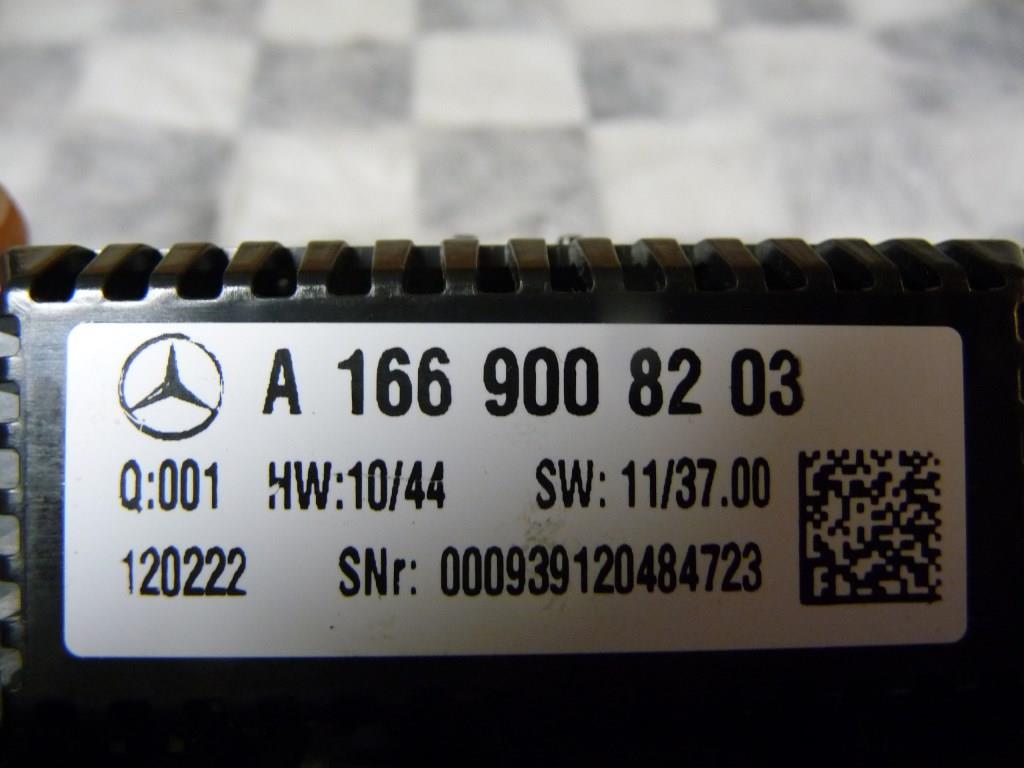 A 166 900 82 03
Q:001 HW:10/44 SW: 11/37.00
120222 SNr: 000939120484723